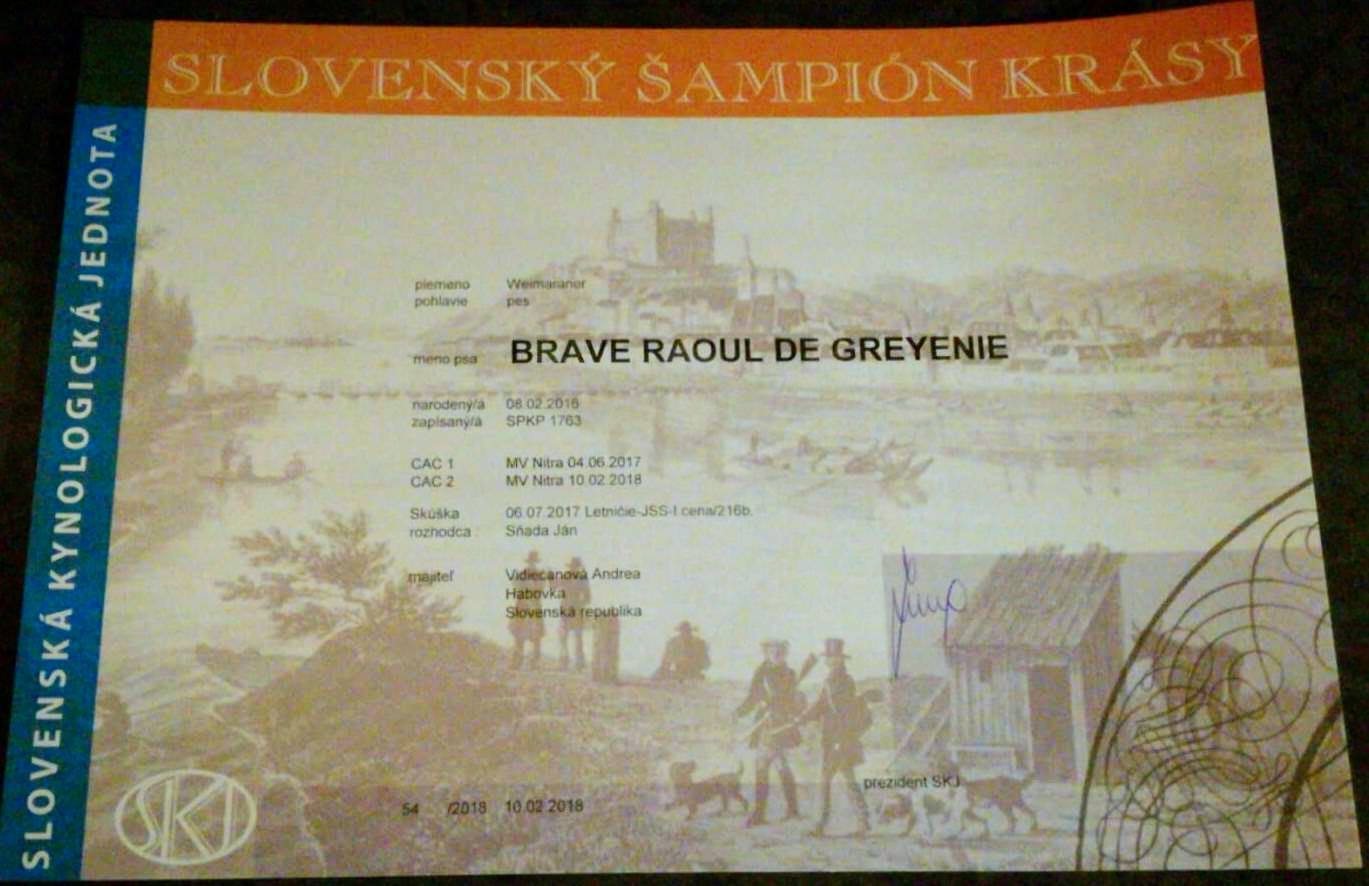 SLOVENSKÝ ŠAMPIÓN KRÁSY
SLOVENSKÁ KYNOLOGICKÁ JEDNOTA
plemeno Weimaraner
pohlavie pes
meno psa BRAVE RAOUL DE GREYENIE
narodený/á 08.02.2016
zapísaný/á SPKP 1763
CAC 1 MV Nitra 04.06.2017
CAC 2 MV Nitra 10.02.2018
Skúška 06.07.2017 Letničie-JSS-I.cena/216b.
rozhodca Sňada Ján
majiteľ Vidiečanová Andrea
Habovka
Slovenská republika
prezident SKJ
54 /2018 10.02.2018
SKJ